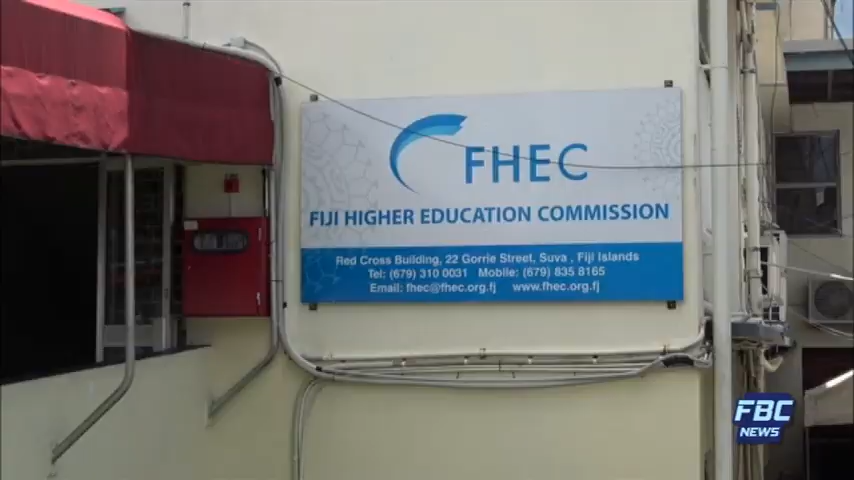 FHEC
FIJI HIGHER EDUCATION COMMISSION
Red Cross Building, 22 Gorrie Street, Suva , Fiji Islands
Tel: (679) 310 0031 Mobile: (679) 835 8165
Email: fhec@fhec.org.fj www.fhec.org.fj
FBC
NEWS